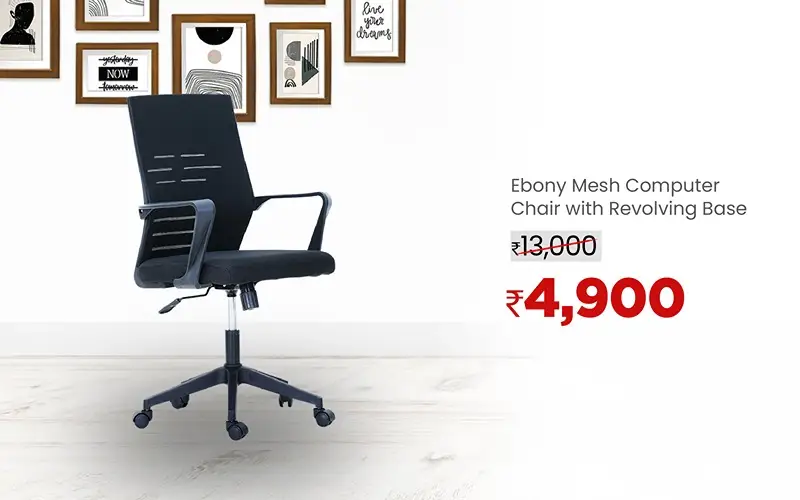 yesterday
NOW
tomorrow
live
your
dreams
Ebony Mesh Computer
Chair with Revolving Base
₹13,000
₹4,900